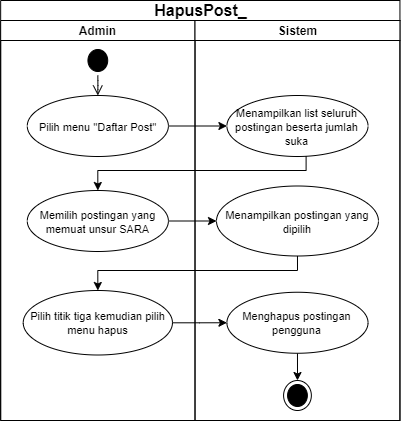 HapusPost_
Admin
Sistem
Pilih menu "Daftar Post"
Menampilkan list seluruh
postingan beserta jumlah
suka
Memilih postingan yang
memuat unsur SARA
Menampilkan postingan yang
dipilih
Pilih titik tiga kemudian pilih
menu hapus
Menghapus postingan
pengguna